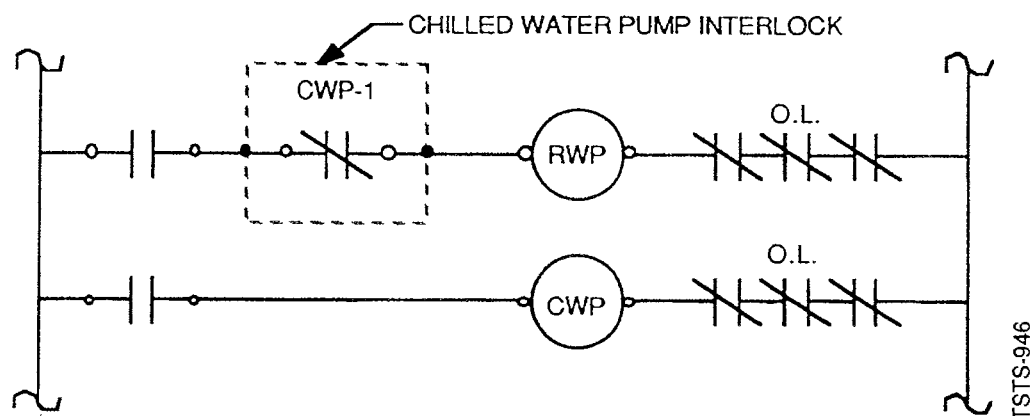 CHILLED WATER PUMP INTERLOCK
CWP-1
O.L.
RWP
O.L.
CWP
TSTS-946